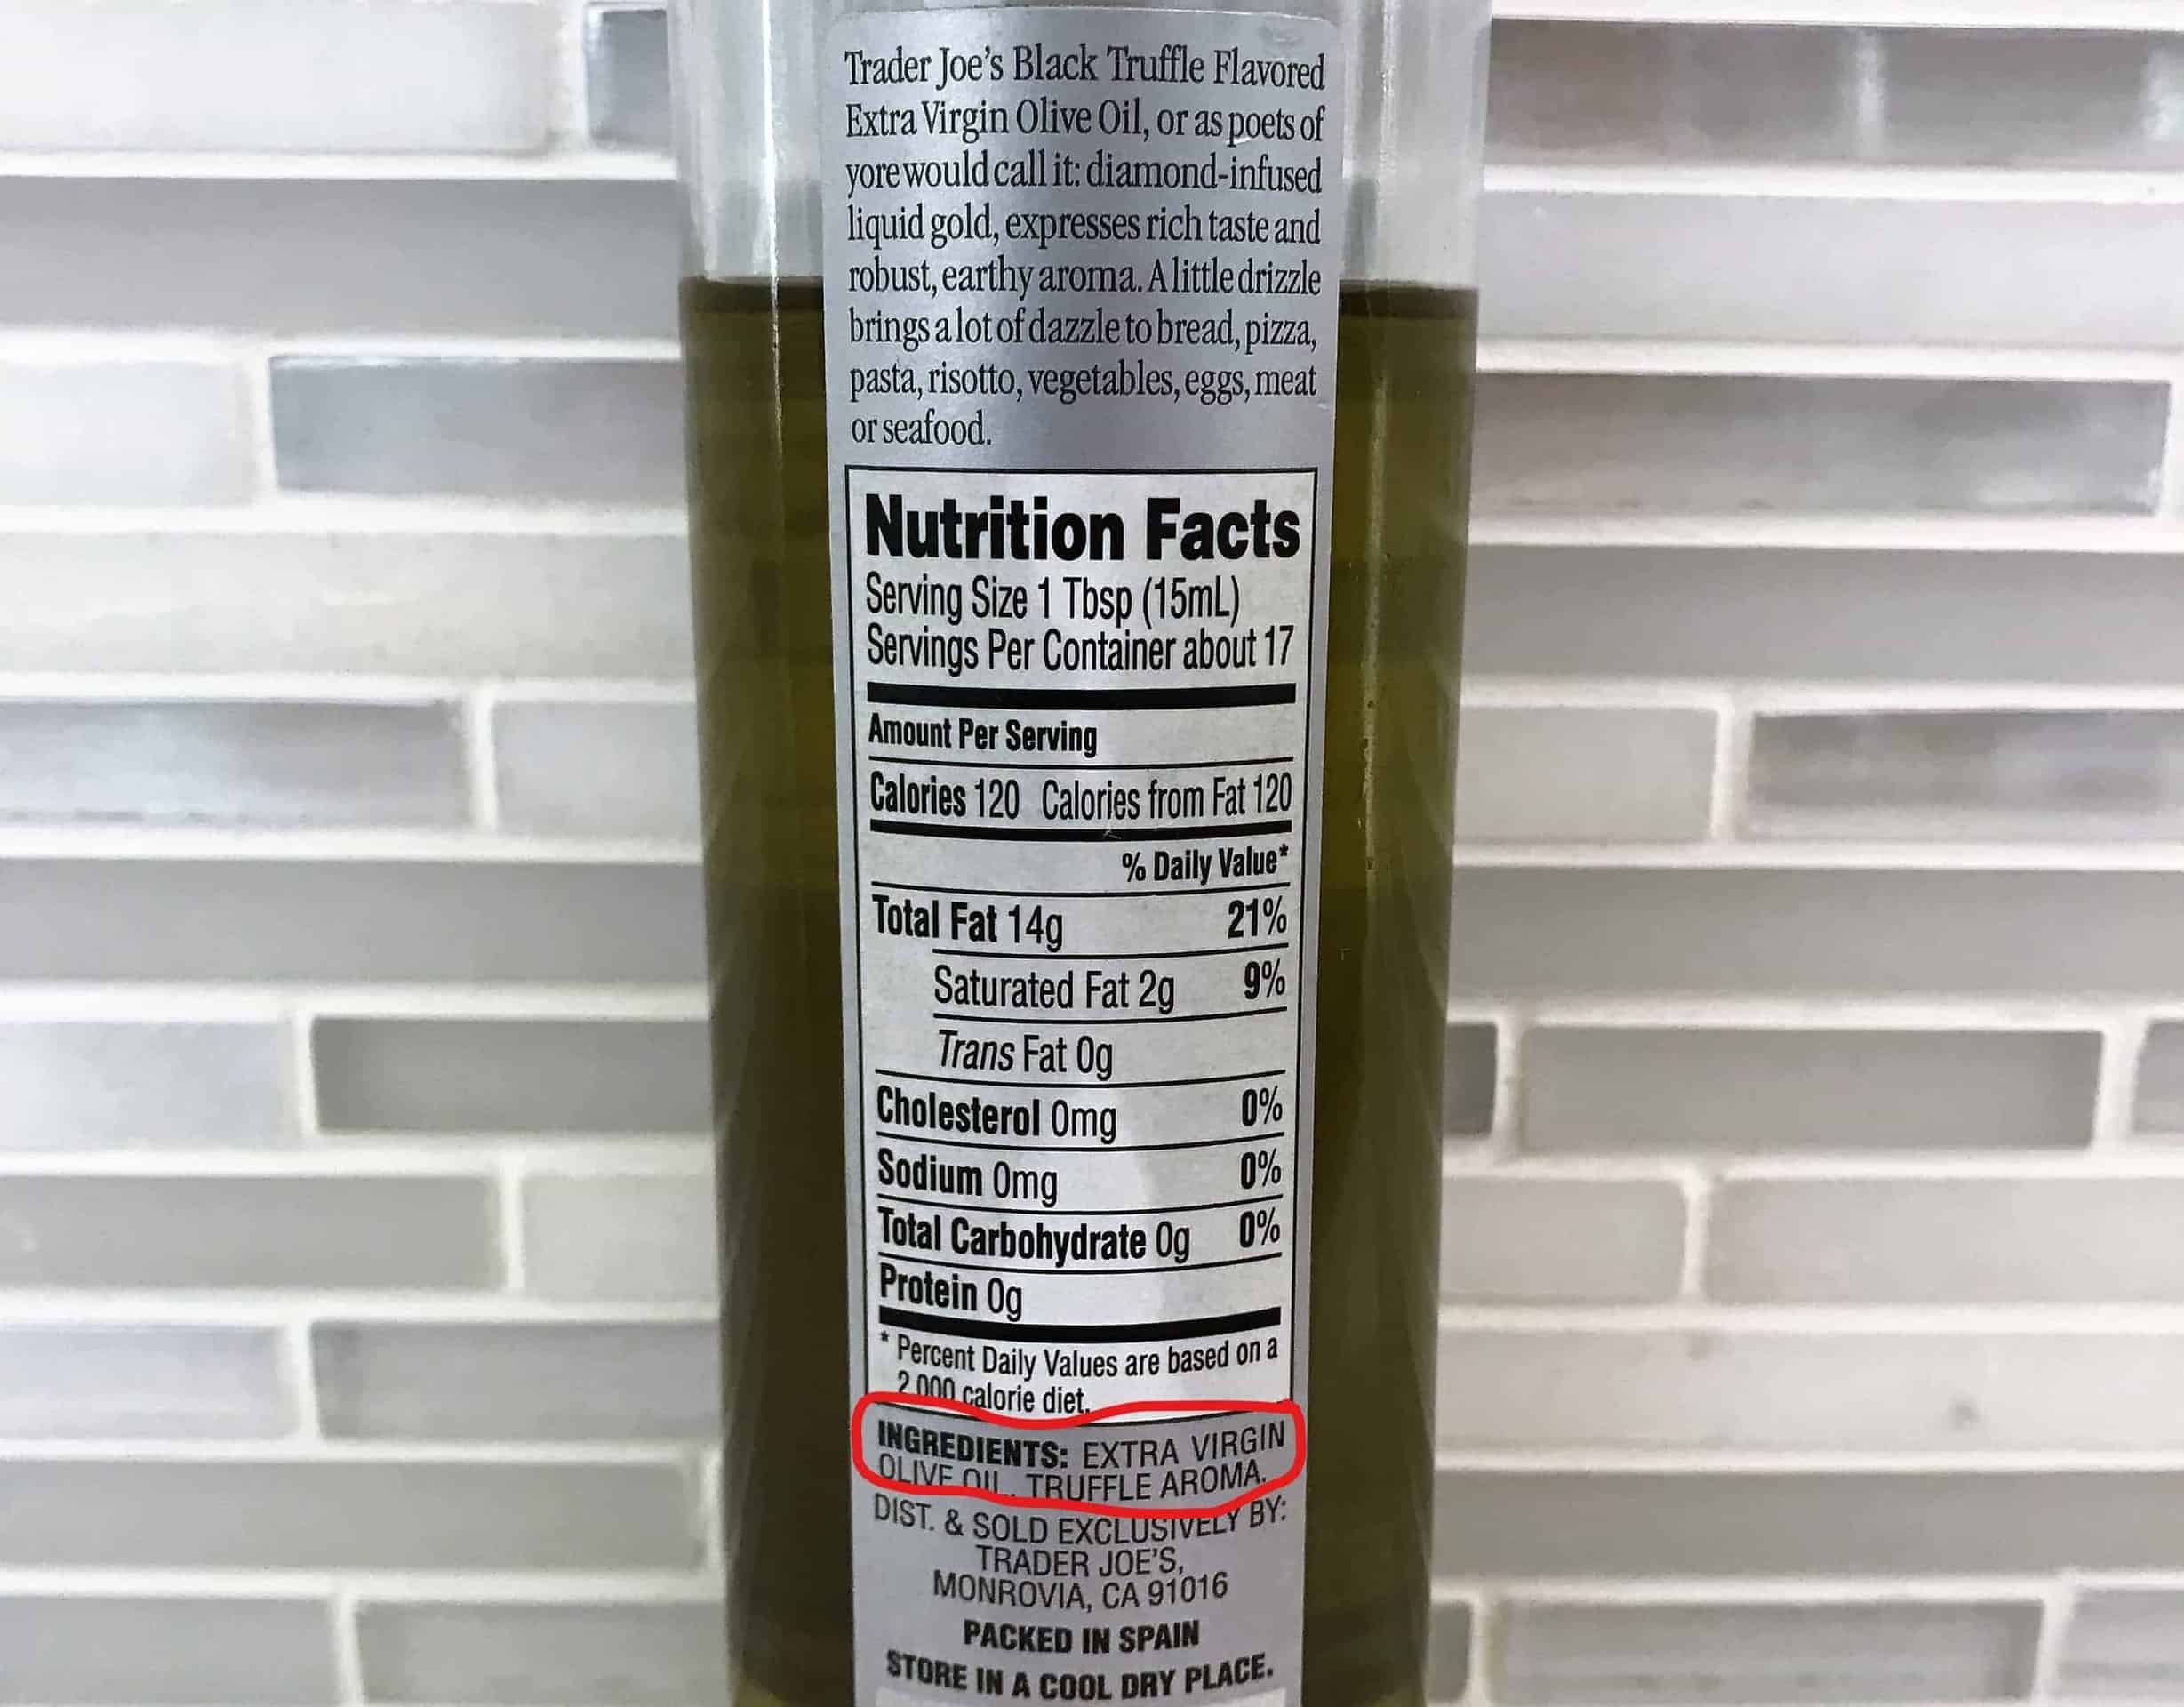 Trader Joe's Black Truffle Flavored
Extra Virgin Olive Oil, or as poets of
yore would call it: diamond-infused
liquid gold, expresses rich taste and
robust, earthy aroma. A little drizzle
brings a lot of dazzle to bread, pizza,
pasta, risotto, vegetables, eggs, meat
or seafood.
Nutrition Facts
Serving Size 1 Tbsp (15mL)
Servings Per Container about 17
Amount Per Serving
Calories 120 Calories from Fat 120
% Daily Value*
Total Fat 14g 21%
Saturated Fat 2g 9%
Trans Fat 0g
Cholesterol 0mg 0%
Sodium 0mg 0%
Total Carbohydrate 0g 0%
Protein 0g
* Percent Daily Values are based on a
2,000 calorie diet.
INGREDIENTS: EXTRA VIRGIN
OLIVE OIL, TRUFFLE AROMA.
DIST. & SOLD EXCLUSIVELY BY:
TRADER JOE'S,
MONROVIA, CA 91016
PACKED IN SPAIN
STORE IN A COOL DRY PLACE.